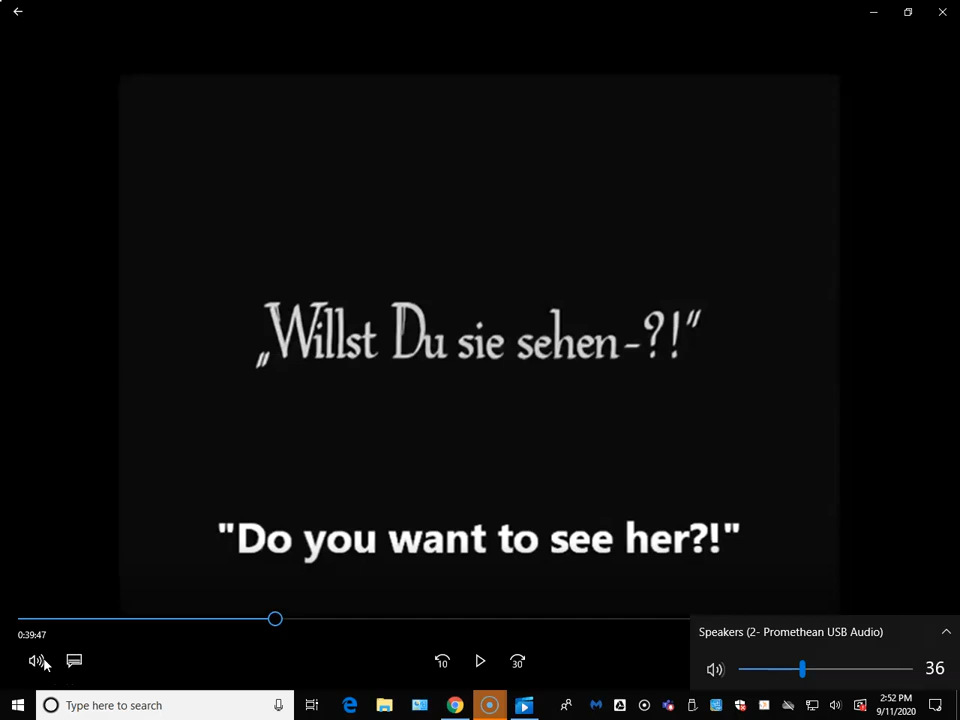 „Willst Du sie sehen-?!“
"Do you want to see her?!"
0:39:47
10
30
Speakers (2- Promethean USB Audio)
36
Type here to search
2:52 PM
9/11/2020